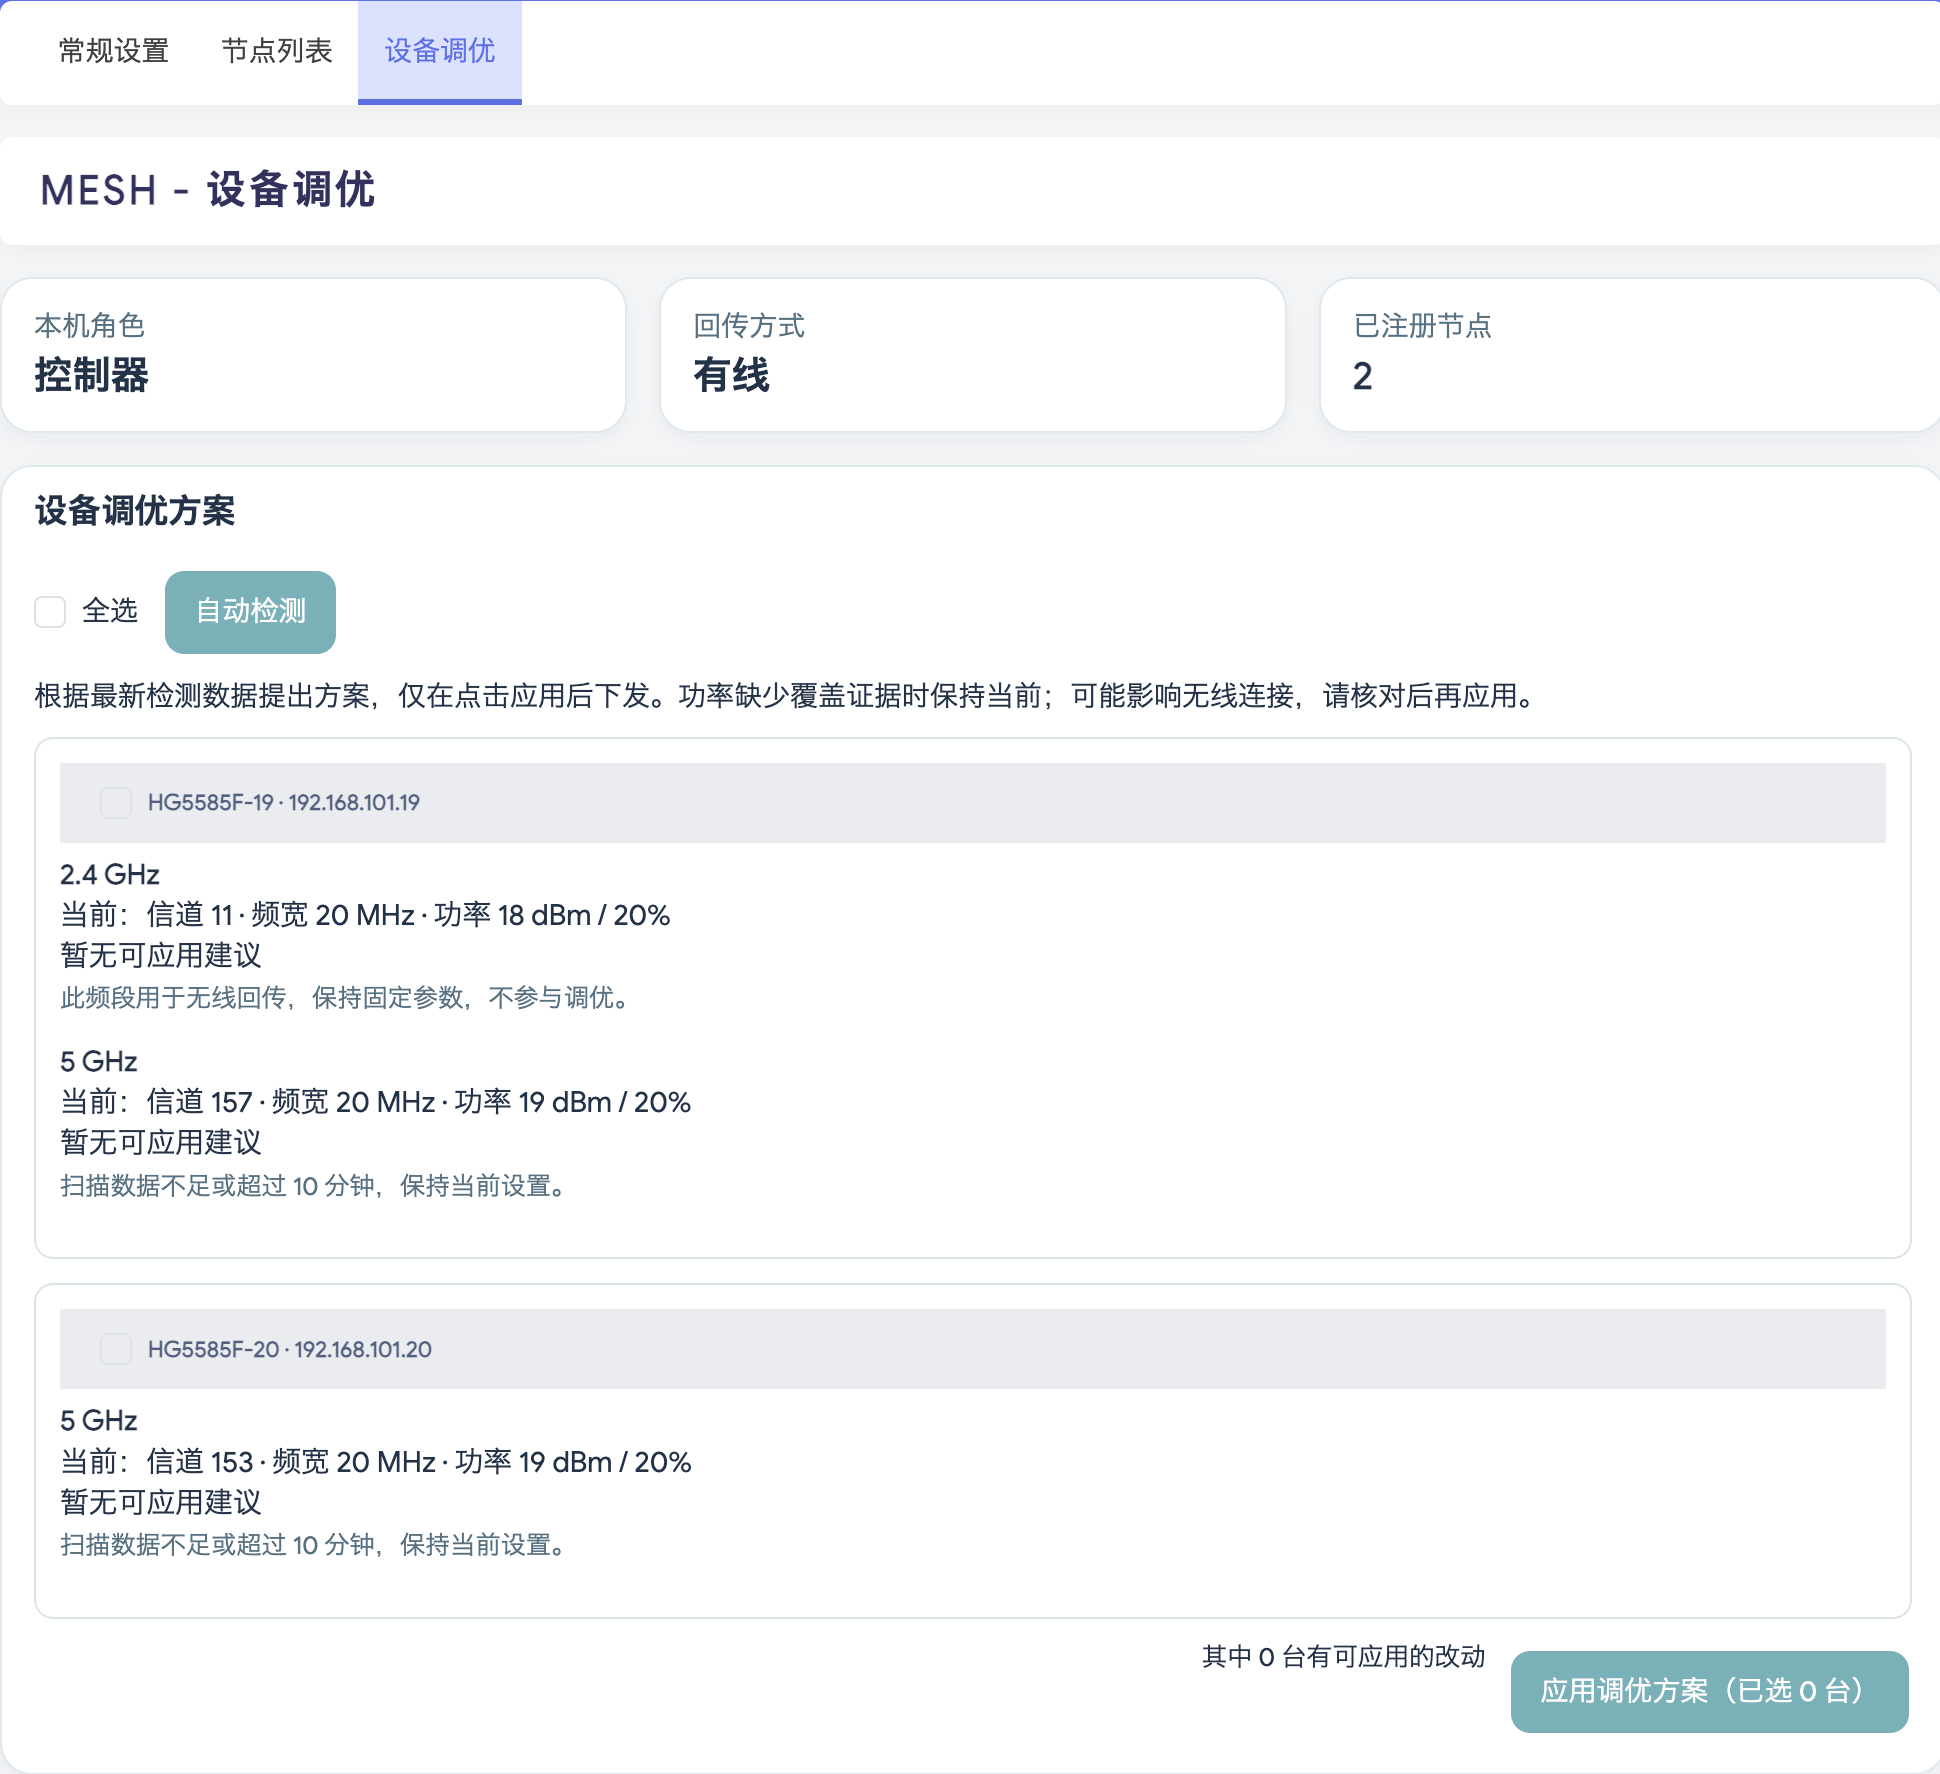 常规设置 节点列表 设备调优
MESH - 设备调优
本机角色
控制器
回传方式
有线
已注册节点
2
设备调优方案
全选 自动检测
根据最新检测数据提出方案，仅在点击应用后下发。功率缺少覆盖证据时保持当前；可能影响无线连接，请核对后再应用。
HG5585F-19 · 192.168.101.19
2.4 GHz
当前：信道 11 · 频宽 20 MHz · 功率 18 dBm / 20%
暂无可应用建议
此频段用于无线回传，保持固定参数，不参与调优。
5 GHz
当前：信道 157 · 频宽 20 MHz · 功率 19 dBm / 20%
暂无可应用建议
扫描数据不足或超过 10 分钟，保持当前设置。
HG5585F-20 · 192.168.101.20
5 GHz
当前：信道 153 · 频宽 20 MHz · 功率 19 dBm / 20%
暂无可应用建议
扫描数据不足或超过 10 分钟，保持当前设置。
其中 0 台有可应用的改动
应用调优方案（已选 0 台）